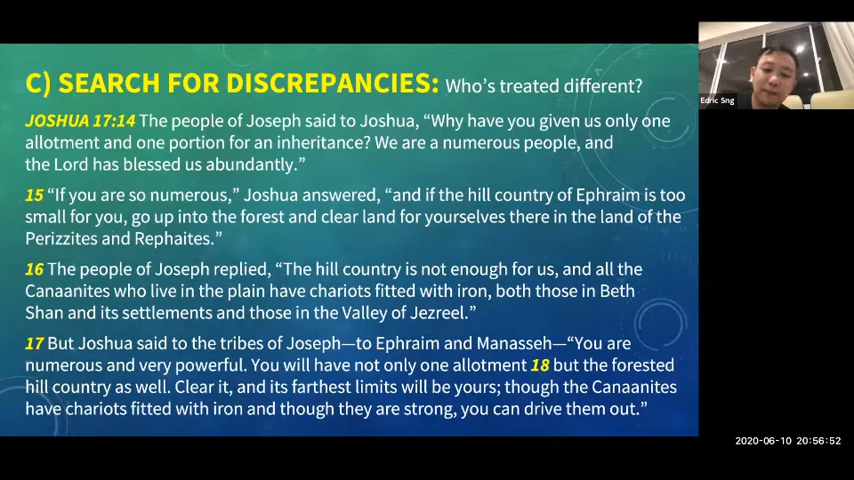 C) SEARCH FOR DISCREPANCIES: Who's treated different?
JOSHUA 17:14 The people of Joseph said to Joshua, “Why have you given us only one
allotment and one portion for an inheritance? We are a numerous people, and
the Lord has blessed us abundantly.”
15 “If you are so numerous,” Joshua answered, “and if the hill country of Ephraim is too
small for you, go up into the forest and clear land for yourselves there in the land of the
Perizzites and Rephaites.”
16 The people of Joseph replied, “The hill country is not enough for us, and all the
Canaanites who live in the plain have chariots fitted with iron, both those in Beth
Shan and its settlements and those in the Valley of Jezreel.”
17 But Joshua said to the tribes of Joseph—to Ephraim and Manasseh—“You are
numerous and very powerful. You will have not only one allotment 18 but the forested
hill country as well. Clear it, and its farthest limits will be yours; though the Canaanites
have chariots fitted with iron and though they are strong, you can drive them out.”
Edric Sng
2020-06-10 20:56:52